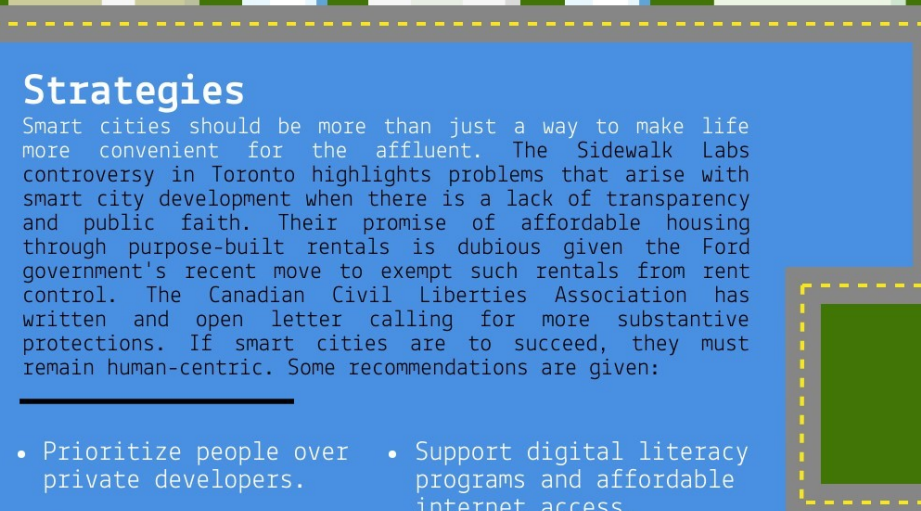 Strategies
Smart cities should be more than just a way to make life
more convenient for the affluent. The Sidewalk Labs
controversy in Toronto highlights problems that arise with
smart city development when there is a lack of transparency
and public faith. Their promise of affordable housing
through purpose-built rentals is dubious given the Ford
government's recent move to exempt such rentals from rent
control. The Canadian Civil Liberties Association has
written and open letter calling for more substantive
protections. If smart cities are to succeed, they must
remain human-centric. Some recommendations are given:
• Prioritize people over
private developers.
• Support digital literacy
programs and affordable
internet access